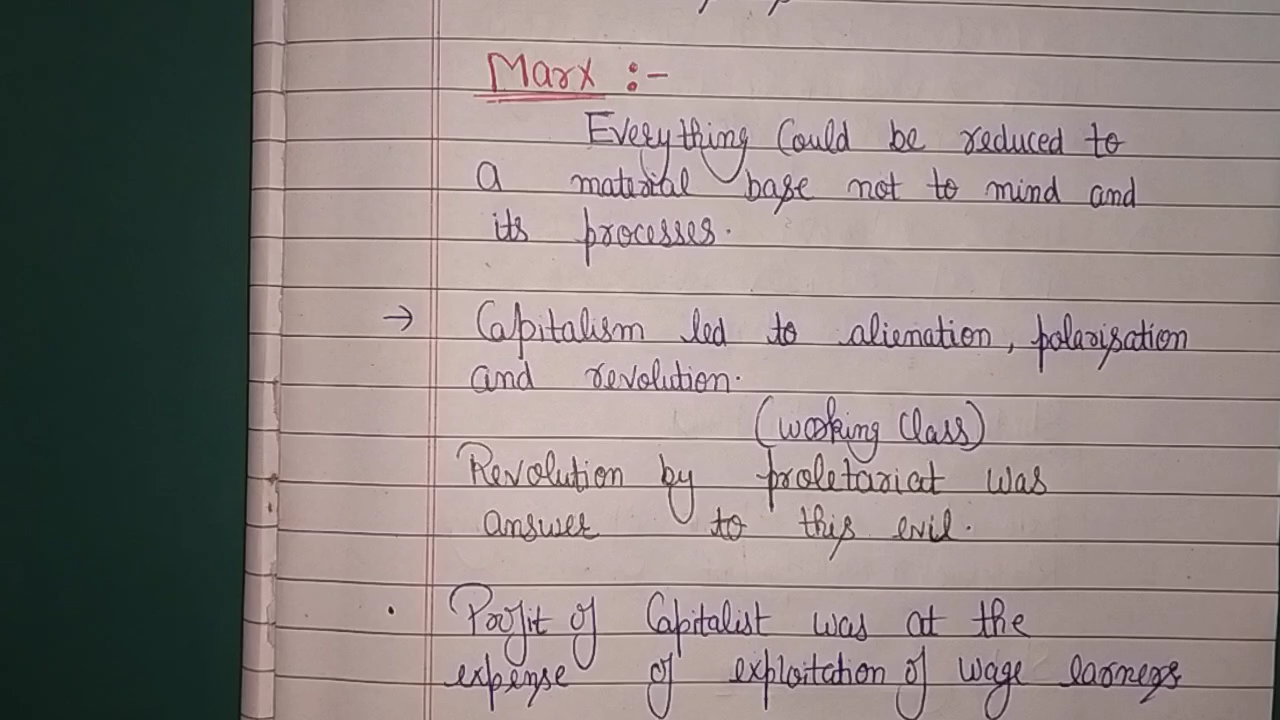 Marx :-
Everything Could be reduced to
a material base not to mind and
its processes.
→ Capitalism led to alienation, polarisation
and revolution.
(working Class)
Revolution by proletariat was
answer to this evil.
• Profit of Capitalist was at the
expense of exploitation of wage earners